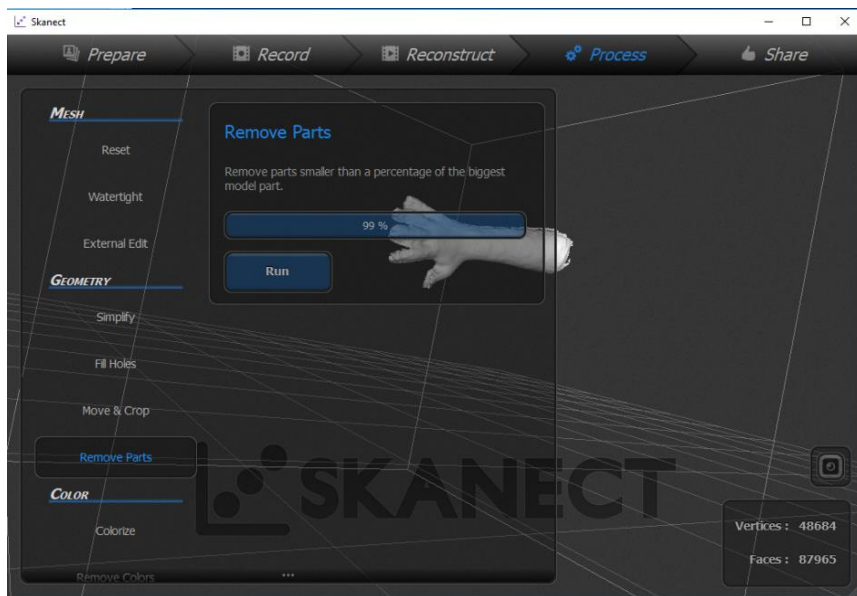 Skanect
Prepare
Record
Reconstruct
Process
Share
MESH
Reset
Watertight
External Edit
GEOMETRY
Simplify
Fill Holes
Move & Crop
Remove Parts
COLOR
Colorize
Remove Colors
...
Remove Parts
Remove parts smaller than a percentage of the biggest
model part.
99 %
Run
SKANECT
Vertices : 48684
Faces : 87965